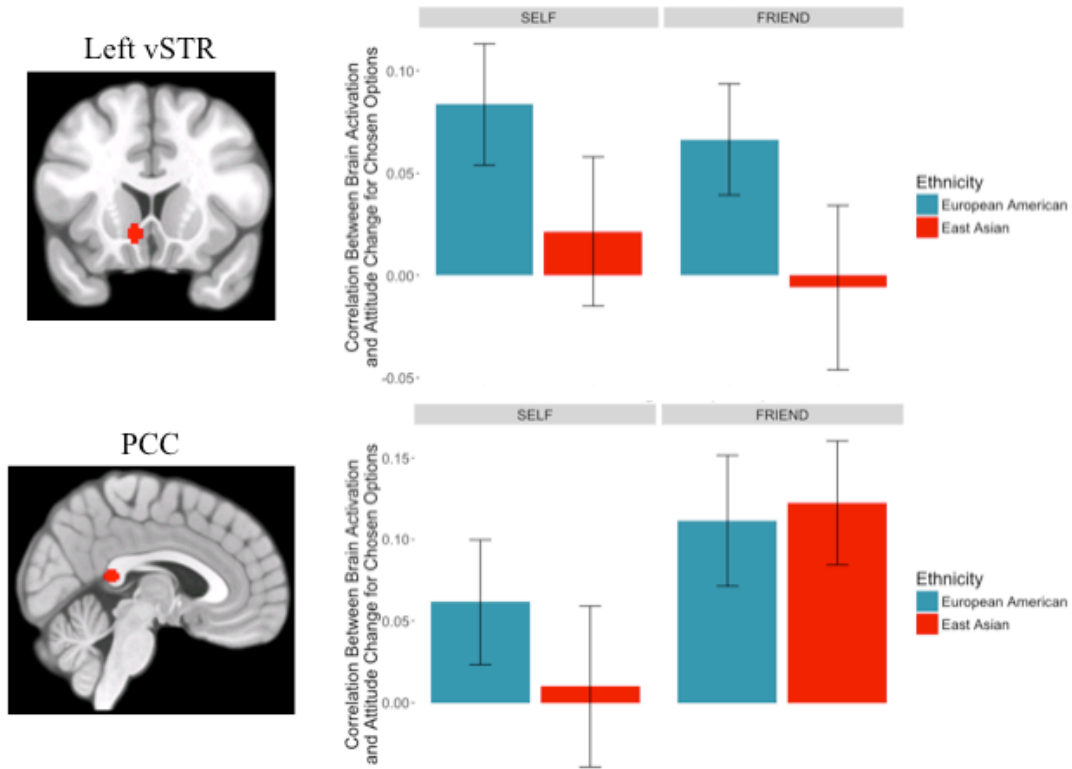 Left vSTR
SELF
FRIEND
Correlation Between Brain Activation
and Attitude Change for Chosen Options
0.10
0.05
0.00
-0.05
Ethnicity
European American
East Asian
PCC
SELF
FRIEND
Correlation Between Brain Activation
and Attitude Change for Chosen Options
0.15
0.10
0.05
0.00
Ethnicity
European American
East Asian